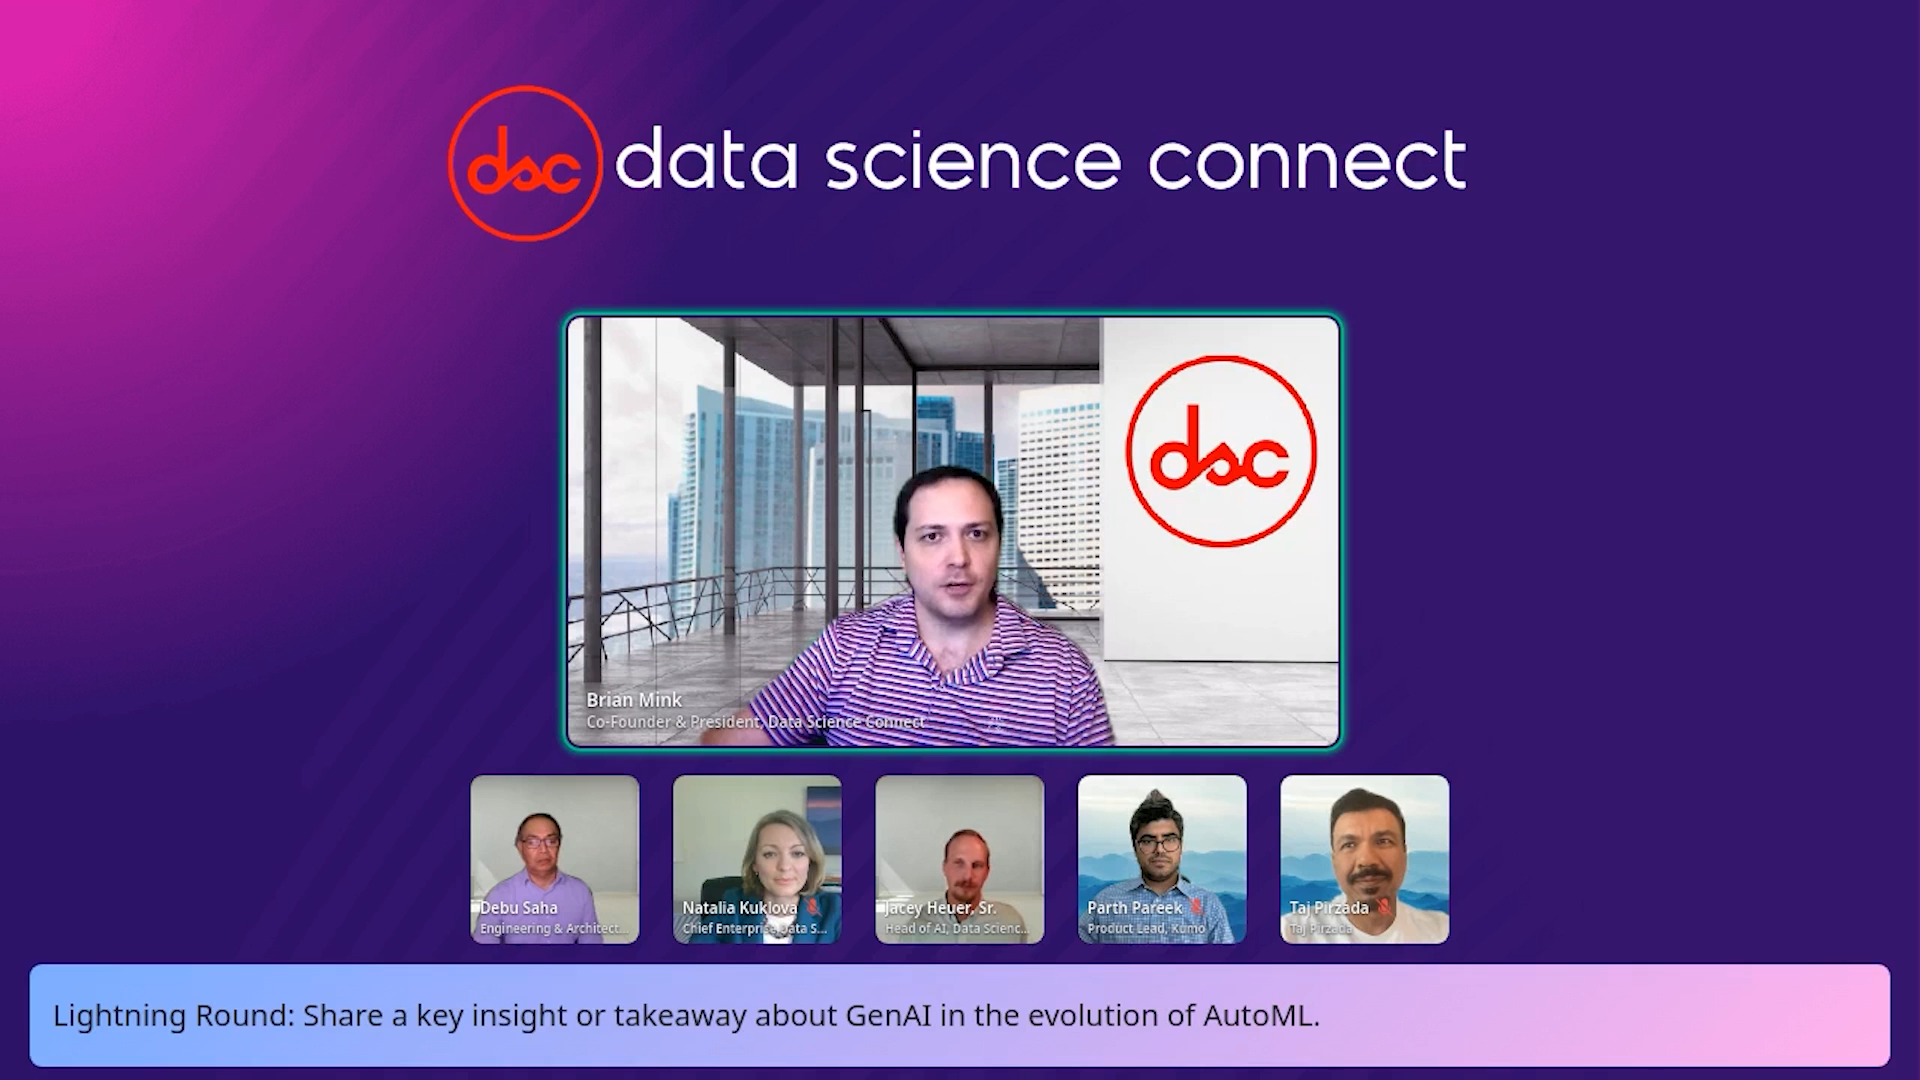 dsc data science connect
dsc
Brian Mink
Co-Founder & President, Data Science Connect
Debu Saha
Engineering & Architect...
Natalia Kuklova
Chief Enterprise Data S...
Jacey Heuer, Sr.
Head of AI, Data Scienc...
Parth Pareek
Product Lead, Kumo
Taj Pirzada
Taj Pirzada
Lightning Round: Share a key insight or takeaway about GenAI in the evolution of AutoML.